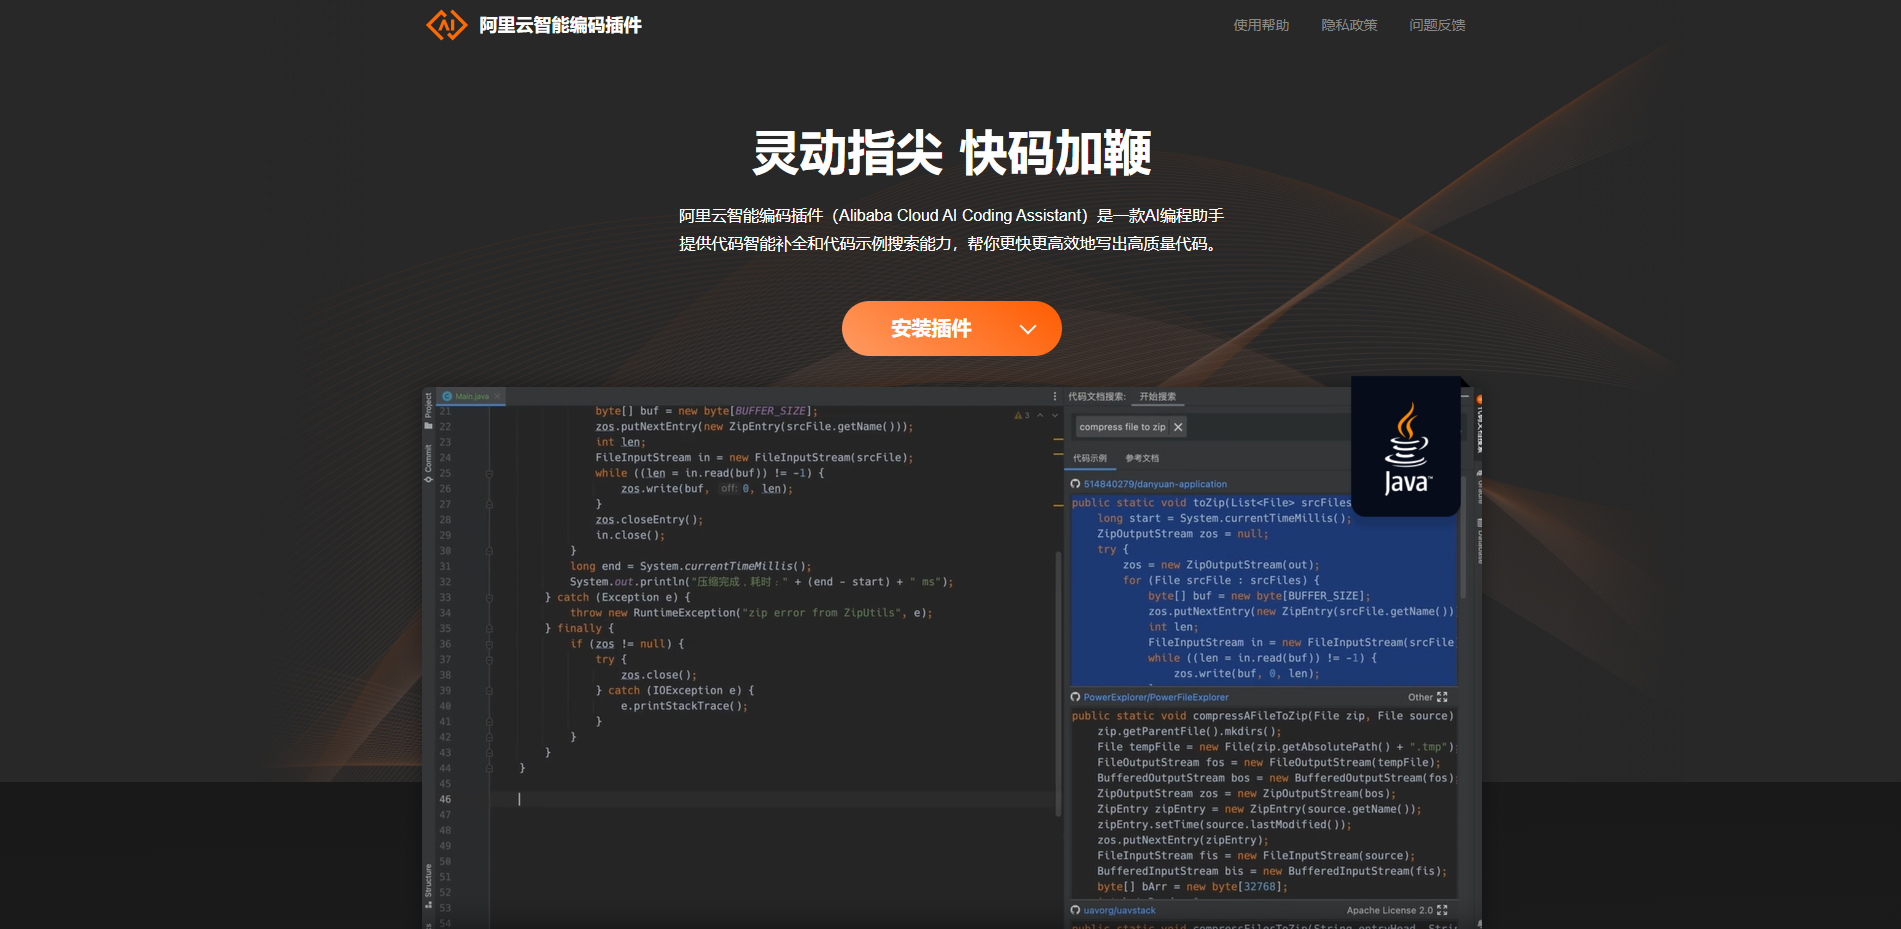 阿里云智能编码插件
使用帮助 隐私政策 问题反馈
灵动指尖 快码加鞭
阿里云智能编码插件（Alibaba Cloud AI Coding Assistant）是一款AI编程助手
提供代码智能补全和代码示例搜索能力，帮你更快更高效地写出高质量代码。
安装插件
Project
Commit
Structure
Main.java
3
21 byte[] buf = new byte[BUFFER_SIZE];
22 zos.putNextEntry(new ZipEntry(srcFile.getName()));
23 int len;
24 FileInputStream in = new FileInputStream(srcFile);
25 while ((len = in.read(buf)) != -1) {
26 zos.write(buf, off: 0, len);
27 }
28 zos.closeEntry();
29 in.close();
30 }
31 long end = System.currentTimeMillis();
32 System.out.println("压缩完成，耗时：" + (end - start) + " ms");
33 } catch (Exception e) {
34 throw new RuntimeException("zip error from ZipUtils", e);
35 } finally {
36 if (zos != null) {
37 try {
38 zos.close();
39 } catch (IOException e) {
40 e.printStackTrace();
41 }
42 }
43 }
44 }
45
46
47
48
49
50
51
52
53
54
代码文档搜索: 开始搜索
compress file to zip
代码示例 参考文档
514840279/danyuan-application
public static void toZip(List<File> srcFiles
long start = System.currentTimeMillis();
ZipOutputStream zos = null;
try {
zos = new ZipOutputStream(out);
for (File srcFile : srcFiles) {
byte[] buf = new byte[BUFFER_SIZE];
zos.putNextEntry(new ZipEntry(srcFile.getName())
int len;
FileInputStream in = new FileInputStream(srcFile
while ((len = in.read(buf)) != -1) {
zos.write(buf, 0, len);
PowerExplorer/PowerFileExplorer Other
public static void compressAFileToZip(File zip, File source)
zip.getParentFile().mkdirs();
File tempFile = new File(zip.getAbsolutePath() + ".tmp");
FileOutputStream fos = new FileOutputStream(tempFile);
BufferedOutputStream bos = new BufferedOutputStream(fos);
ZipOutputStream zos = new ZipOutputStream(bos);
ZipEntry zipEntry = new ZipEntry(source.getName());
zipEntry.setTime(source.lastModified());
zos.putNextEntry(zipEntry);
FileInputStream fis = new FileInputStream(source);
BufferedInputStream bis = new BufferedInputStream(fis);
byte[] bArr = new byte[32768];
uavorg/uavstack Apache License 2.0
Java™